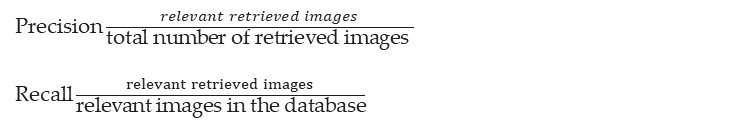 Precision relevant retrieved images
total number of retrieved images
Recall relevant retrieved images
relevant images in the database